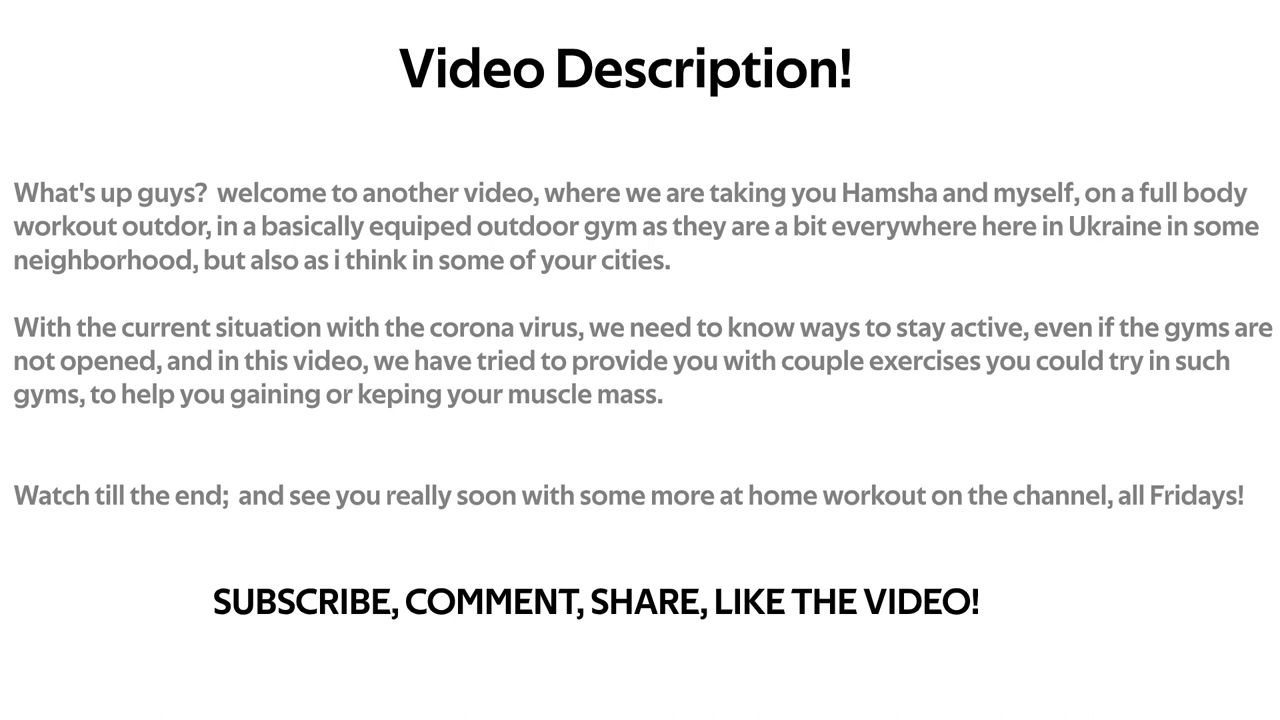 Video Description!
What's up guys?  welcome to another video, where we are taking you Hamsha and myself, on a full body
workout outdor, in a basically equiped outdoor gym as they are a bit everywhere here in Ukraine in some
neighborhood, but also as i think in some of your cities.
With the current situation with the corona virus, we need to know ways to stay active, even if the gyms are
not opened, and in this video, we have tried to provide you with couple exercises you could try in such
gyms, to help you gaining or keping your muscle mass.
Watch till the end;  and see you really soon with some more at home workout on the channel, all Fridays!
SUBSCRIBE, COMMENT, SHARE, LIKE THE VIDEO!